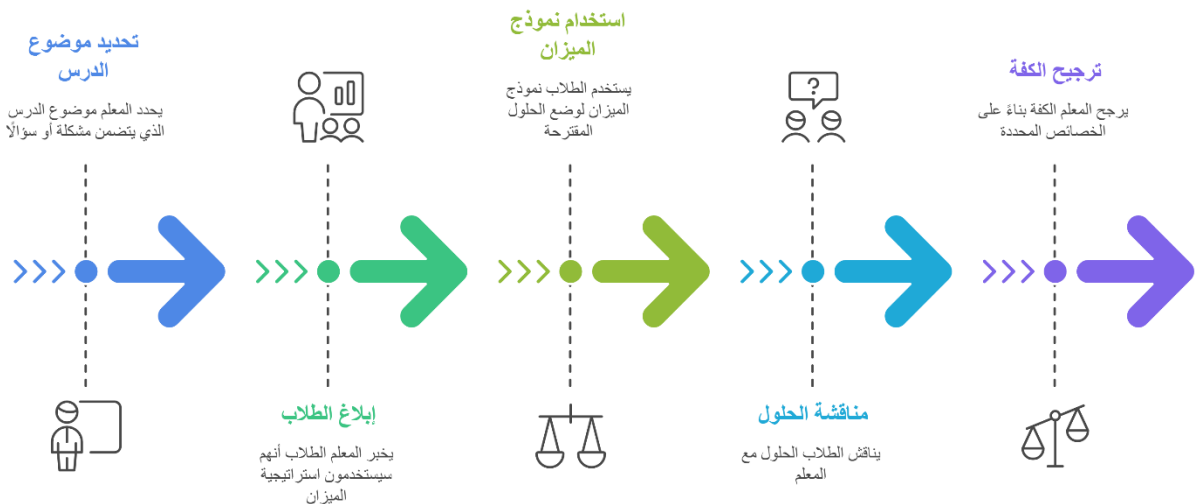 تحديد موضوع
الدرس
يحدد المعلم موضوع الدرس
الذي يتضمن مشكلة أو سؤالًا
إبلاغ الطلاب
يخبر المعلم الطلاب أنهم
سيستخدمون استراتيجية
الميزان
استخدام نموذج
الميزان
يستخدم الطلاب نموذج
الميزان لوضع الحلول
المقترحة
?
مناقشة الحلول
يناقش الطلاب الحلول مع
المعلم
ترجيح الكفة
يرجح المعلم الكفة بناءً على
الخصائص المحددة